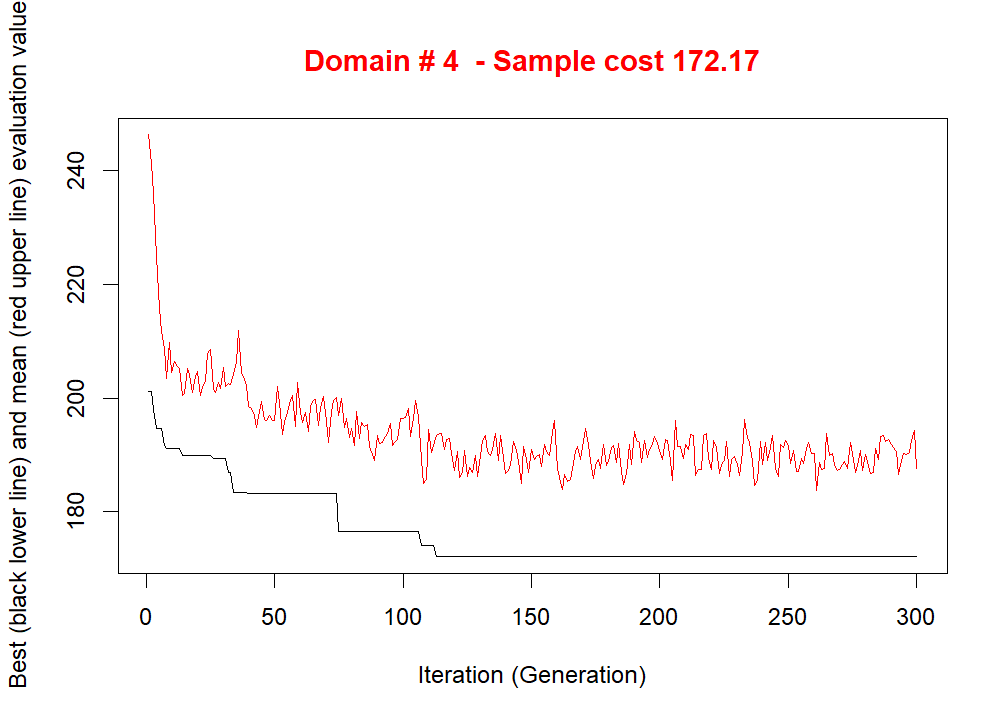 Domain # 4  - Sample cost 172.17
Best (black lower line) and mean (red upper line) evaluation value
240
220
200
180
0 50 100 150 200 250 300
Iteration (Generation)